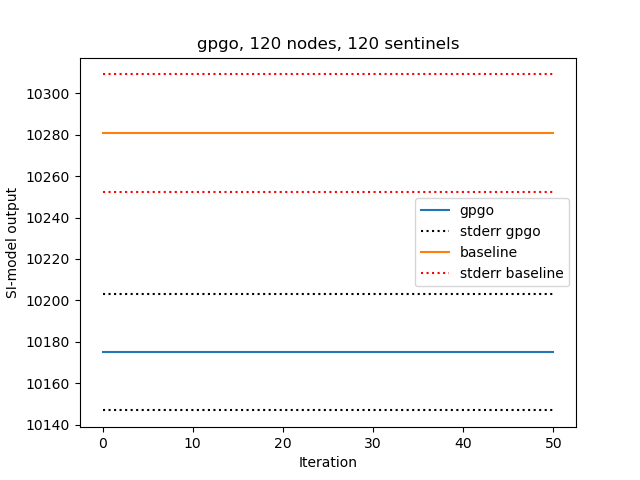 gpgo, 120 nodes, 120 sentinels
SI-model output
10300
10280
10260
10240
10220
10200
10180
10160
10140
gpgo
stderr gpgo
baseline
stderr baseline
0 10 20 30 40 50
Iteration